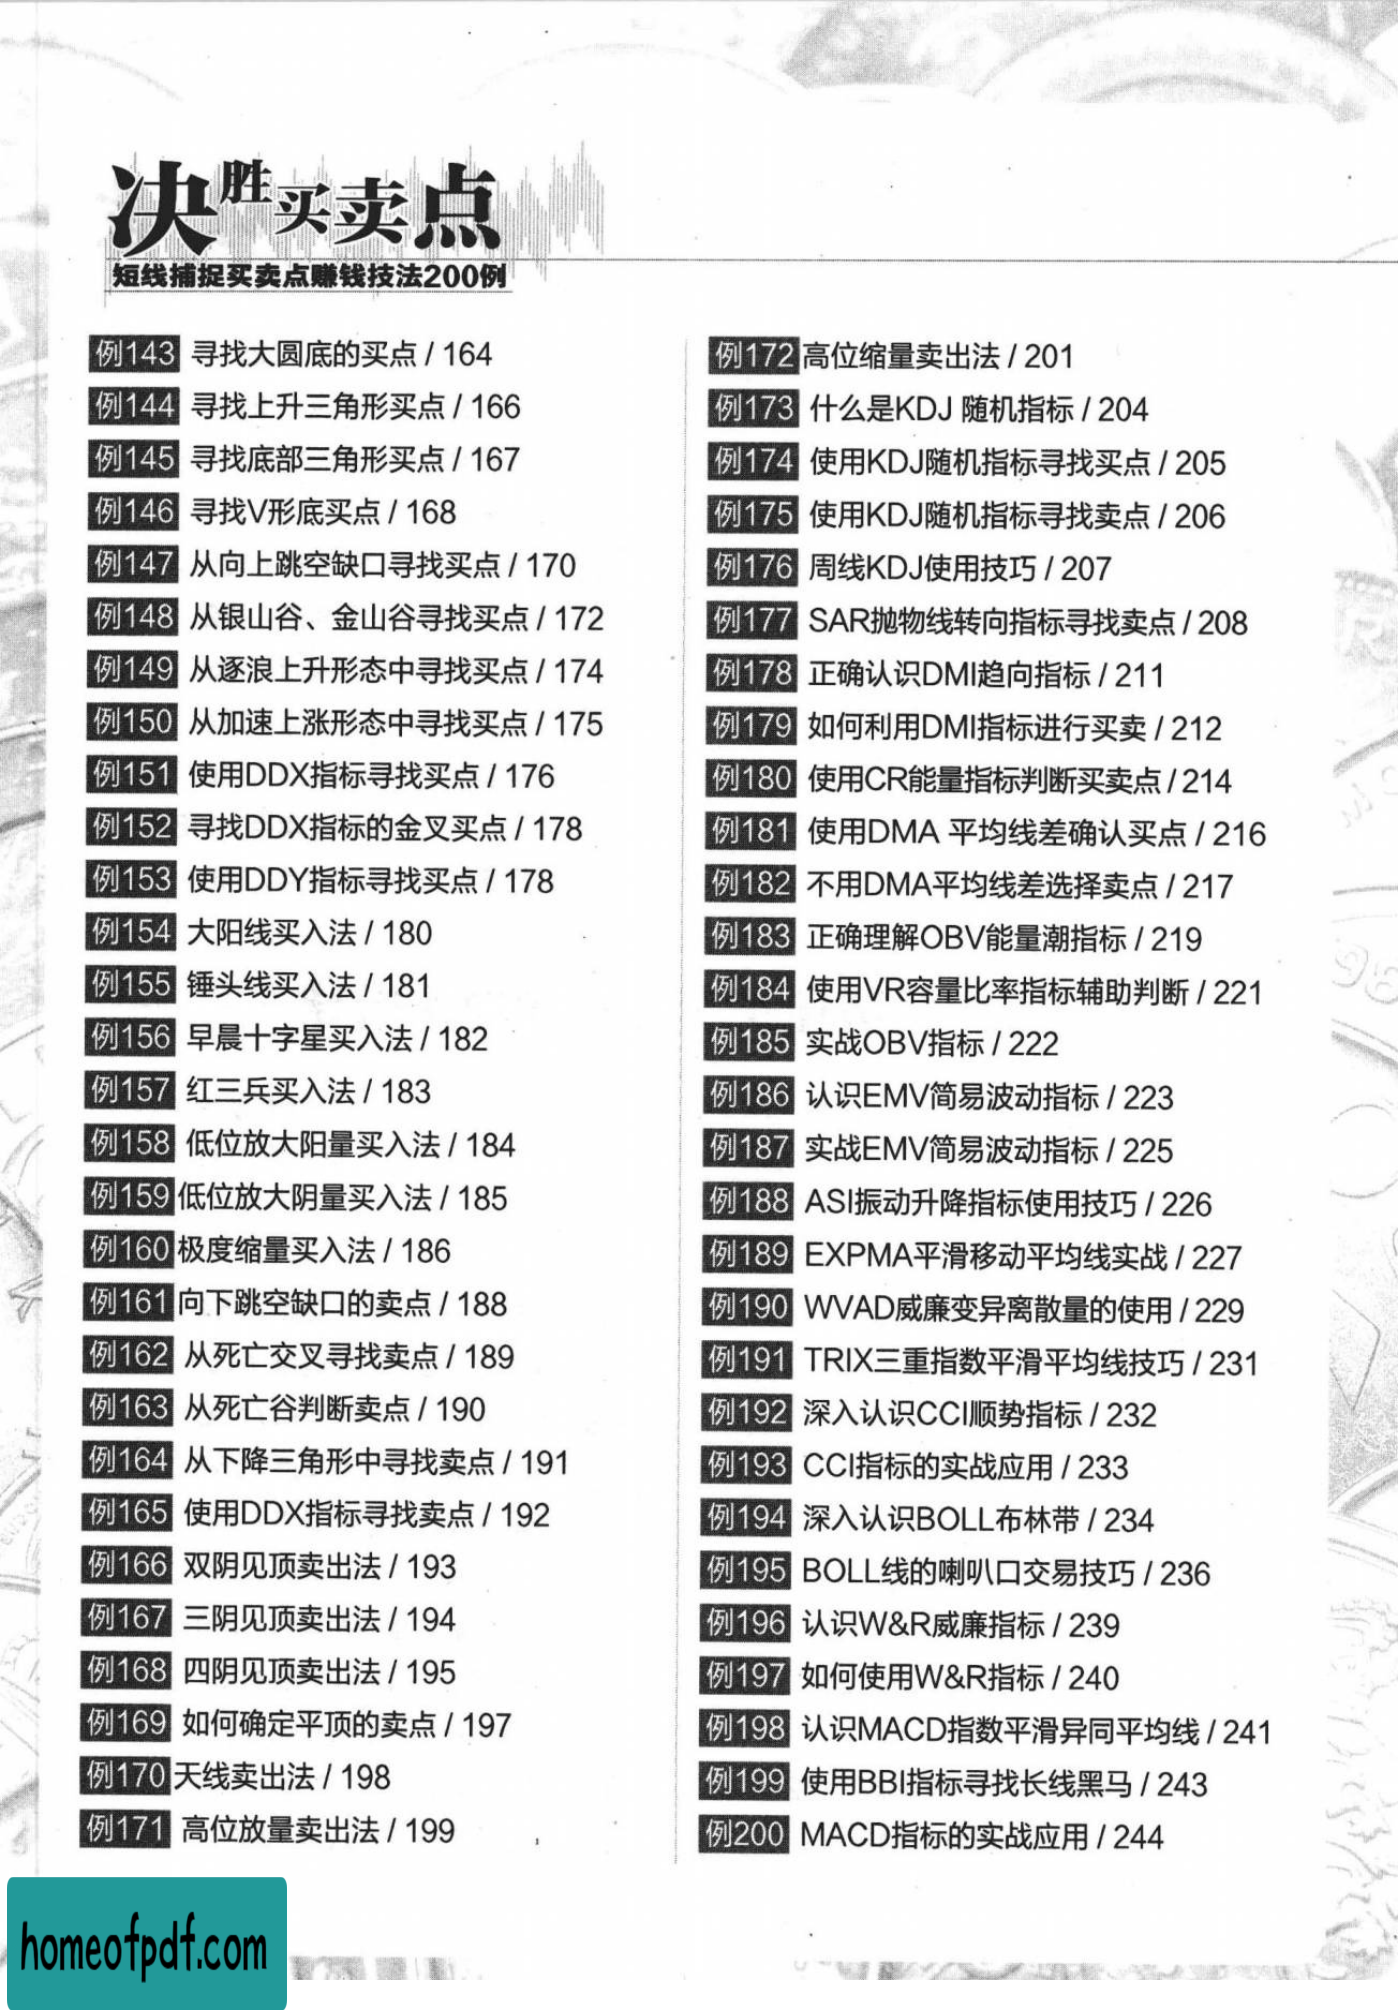 决胜买卖点
短线捕捉买卖点赚钱技法200例
例143 寻找大圆底的买点 / 164
例144 寻找上升三角形买点 / 166
例145 寻找底部三角形买点 / 167
例146 寻找V形底买点 / 168
例147 从向上跳空缺口寻找买点 / 170
例148 从银山谷、金山谷寻找买点 / 172
例149 从逐浪上升形态中寻找买点 / 174
例150 从加速上涨形态中寻找买点 / 175
例151 使用DDX指标寻找买点 / 176
例152 寻找DDX指标的金叉买点 / 178
例153 使用DDY指标寻找买点 / 178
例154 大阳线买入法 / 180
例155 锤头线买入法 / 181
例156 早晨十字星买入法 / 182
例157 红三兵买入法 / 183
例158 低位放大阳量买入法 / 184
例159 低位放大阴量买入法 / 185
例160 极度缩量买入法 / 186
例161 向下跳空缺口的卖点 / 188
例162 从死亡交叉寻找卖点 / 189
例163 从死亡谷判断卖点 / 190
例164 从下降三角形中寻找卖点 / 191
例165 使用DDX指标寻找卖点 / 192
例166 双阴见顶卖出法 / 193
例167 三阴见顶卖出法 / 194
例168 四阴见顶卖出法 / 195
例169 如何确定平顶的卖点 / 197
例170 天线卖出法 / 198
例171 高位放量卖出法 / 199
例172 高位缩量卖出法 / 201
例173 什么是KDJ 随机指标 / 204
例174 使用KDJ随机指标寻找买点 / 205
例175 使用KDJ随机指标寻找卖点 / 206
例176 周线KDJ使用技巧 / 207
例177 SAR抛物线转向指标寻找卖点 / 208
例178 正确认识DMI趋向指标 / 211
例179 如何利用DMI指标进行买卖 / 212
例180 使用CR能量指标判断买卖点 / 214
例181 使用DMA 平均线差确认买点 / 216
例182 不用DMA平均线差选择卖点 / 217
例183 正确理解OBV能量潮指标 / 219
例184 使用VR容量比率指标辅助判断 / 221
例185 实战OBV指标 / 222
例186 认识EMV简易波动指标 / 223
例187 实战EMV简易波动指标 / 225
例188 ASI振动升降指标使用技巧 / 226
例189 EXPMA平滑移动平均线实战 / 227
例190 WVAD威廉变异离散量的使用 / 229
例191 TRIX三重指数平滑平均线技巧 / 231
例192 深入认识CCI顺势指标 / 232
例193 CCI指标的实战应用 / 233
例194 深入认识BOLL布林带 / 234
例195 BOLL线的喇叭口交易技巧 / 236
例196 认识W&R威廉指标 / 239
例197 如何使用W&R指标 / 240
例198 认识MACD指数平滑异同平均线 / 241
例199 使用BBI指标寻找长线黑马 / 243
例200 MACD指标的实战应用 / 244
homeofpdf.com